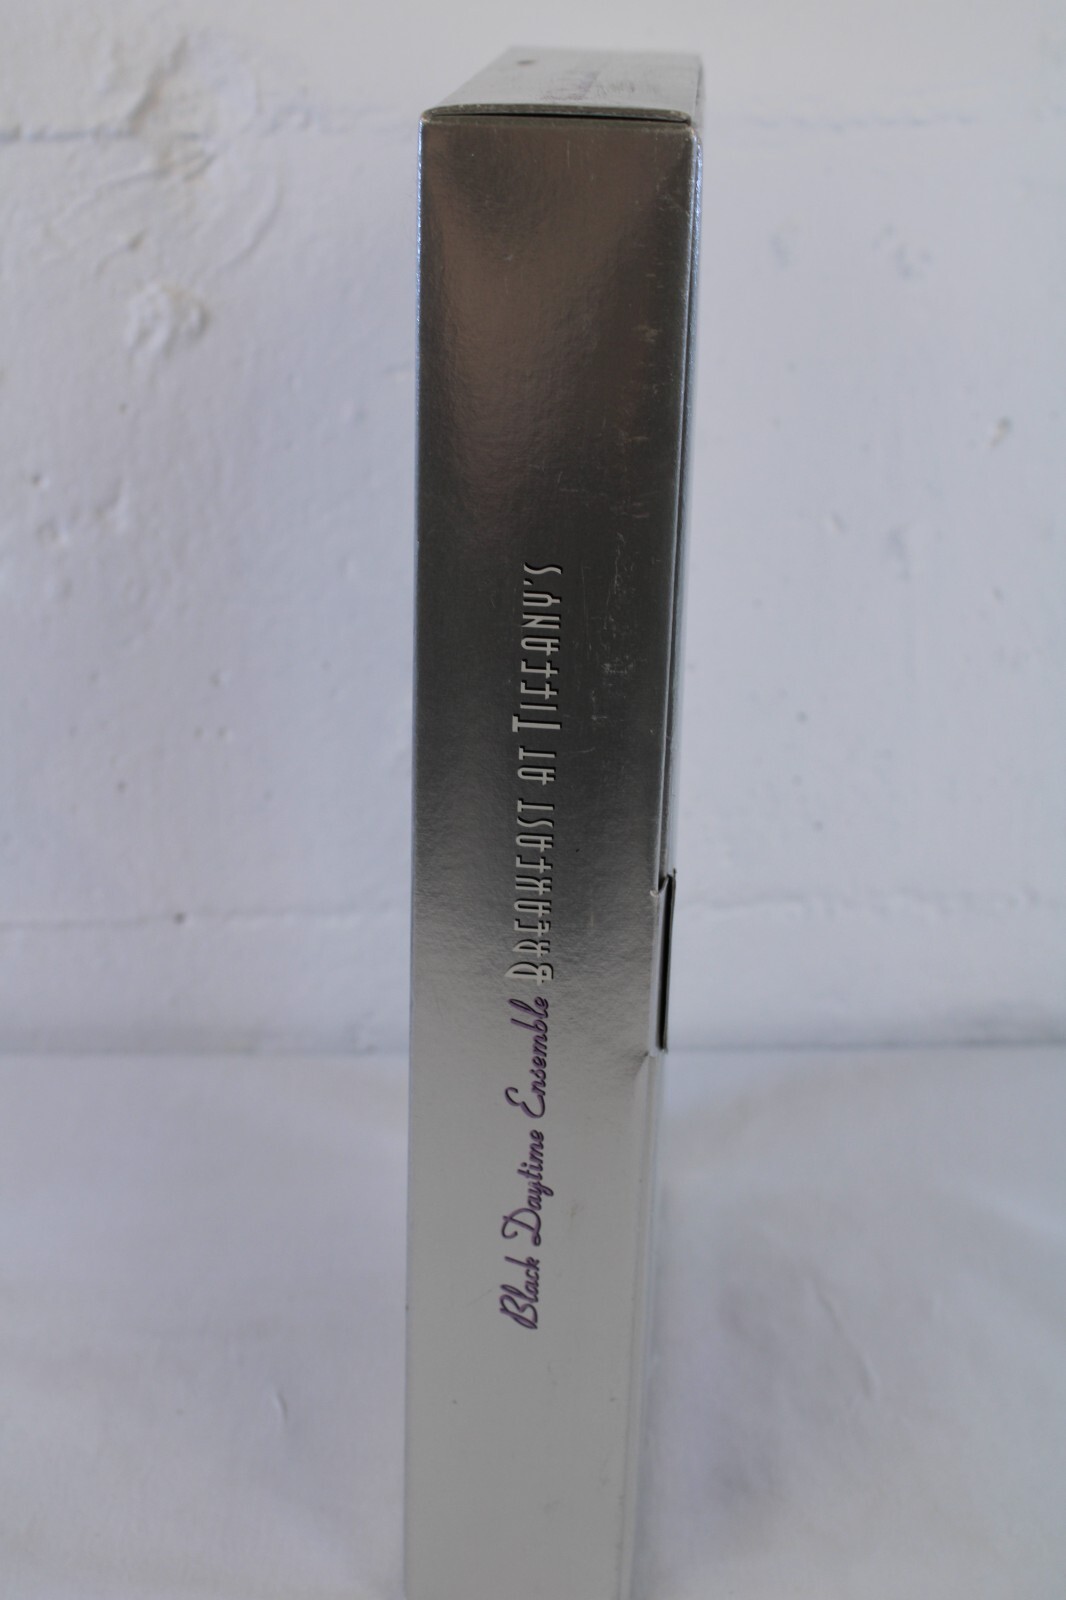 Black Daytime Ensemble BREAKFAST AT TIFFANY'S